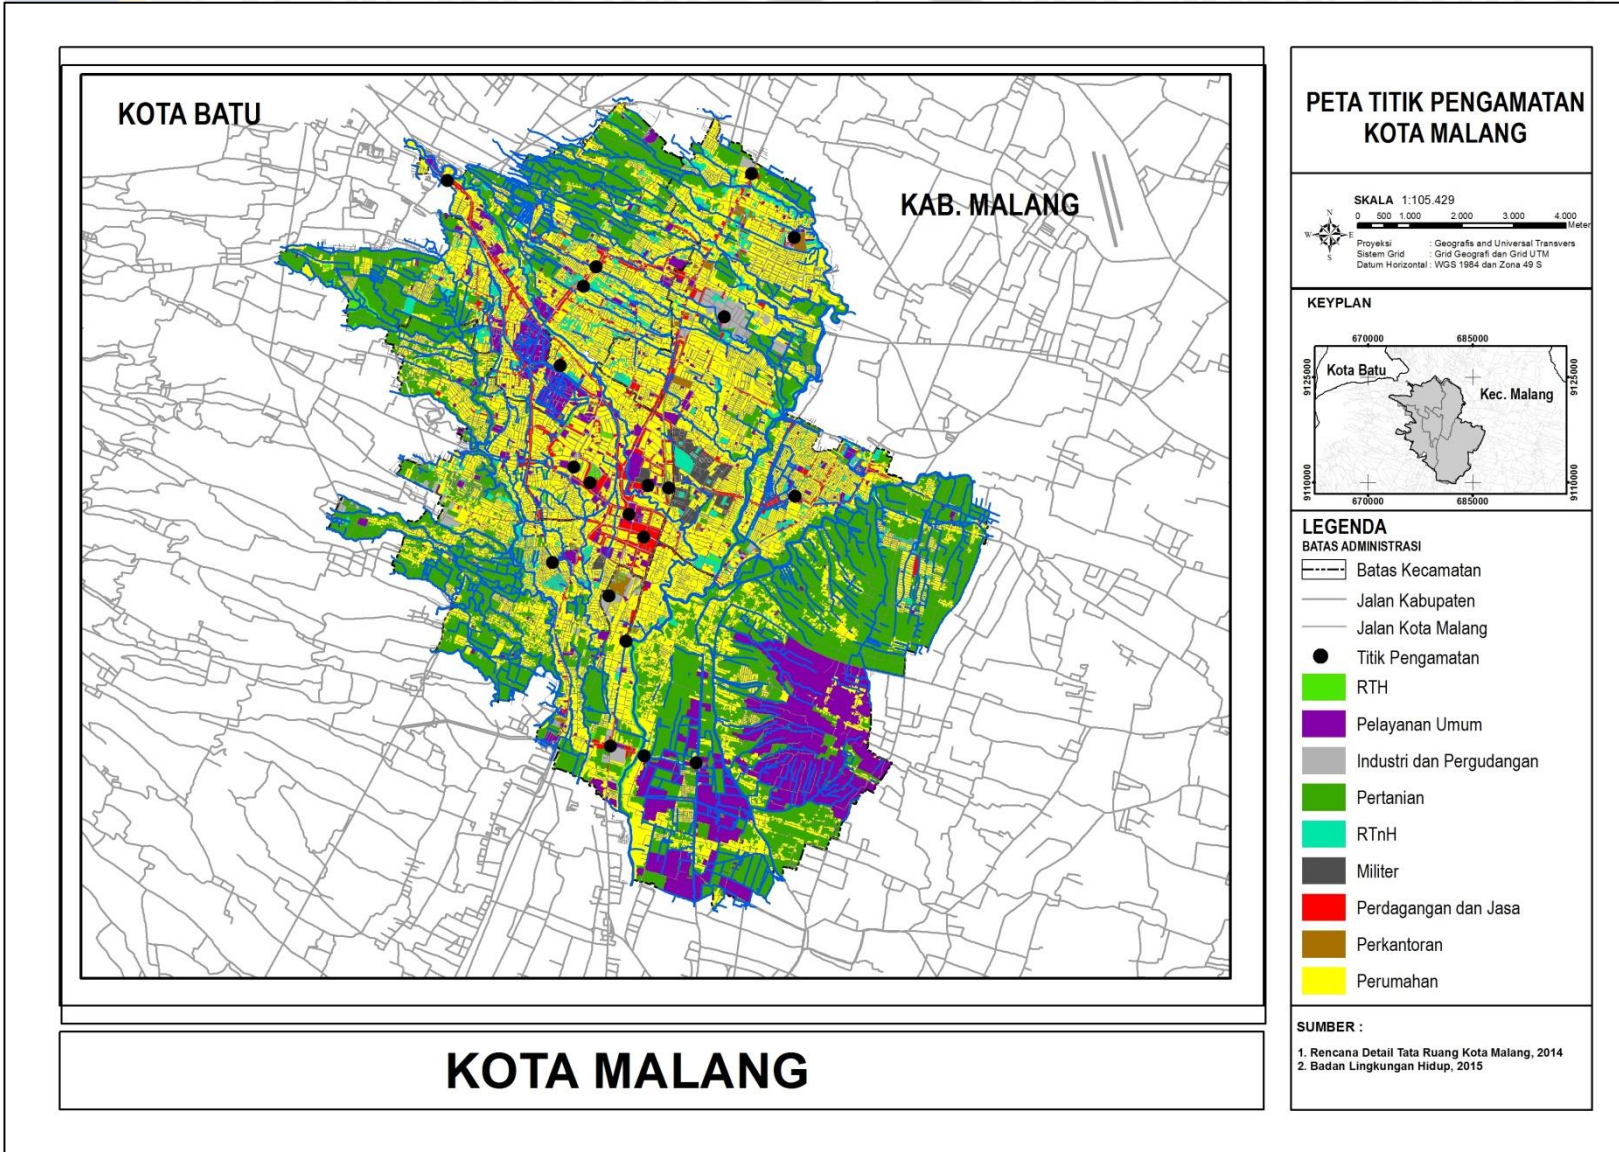 KOTA BATU
KAB. MALANG
KOTA MALANG
PETA TITIK PENGAMATAN
KOTA MALANG
SKALA 1:105.429
N
W
E
S
0 500 1.000 2.000 3.000 4.000
Meter
Proyeksi : Geografis and Universal Transvers
Sistem Grid : Grid Geografi dan Grid UTM
Datum Horizontal : WGS 1984 dan Zona 49 S
KEYPLAN
670000 685000
9125000 9125000
Kota Batu
Kec. Malang
9110000 9110000
670000 685000
LEGENDA
BATAS ADMINISTRASI
Batas Kecamatan
Jalan Kabupaten
Jalan Kota Malang
Titik Pengamatan
RTH
Pelayanan Umum
Industri dan Pergudangan
Pertanian
RTnH
Militer
Perdagangan dan Jasa
Perkantoran
Perumahan
SUMBER :
1. Rencana Detail Tata Ruang Kota Malang, 2014
2. Badan Lingkungan Hidup, 2015